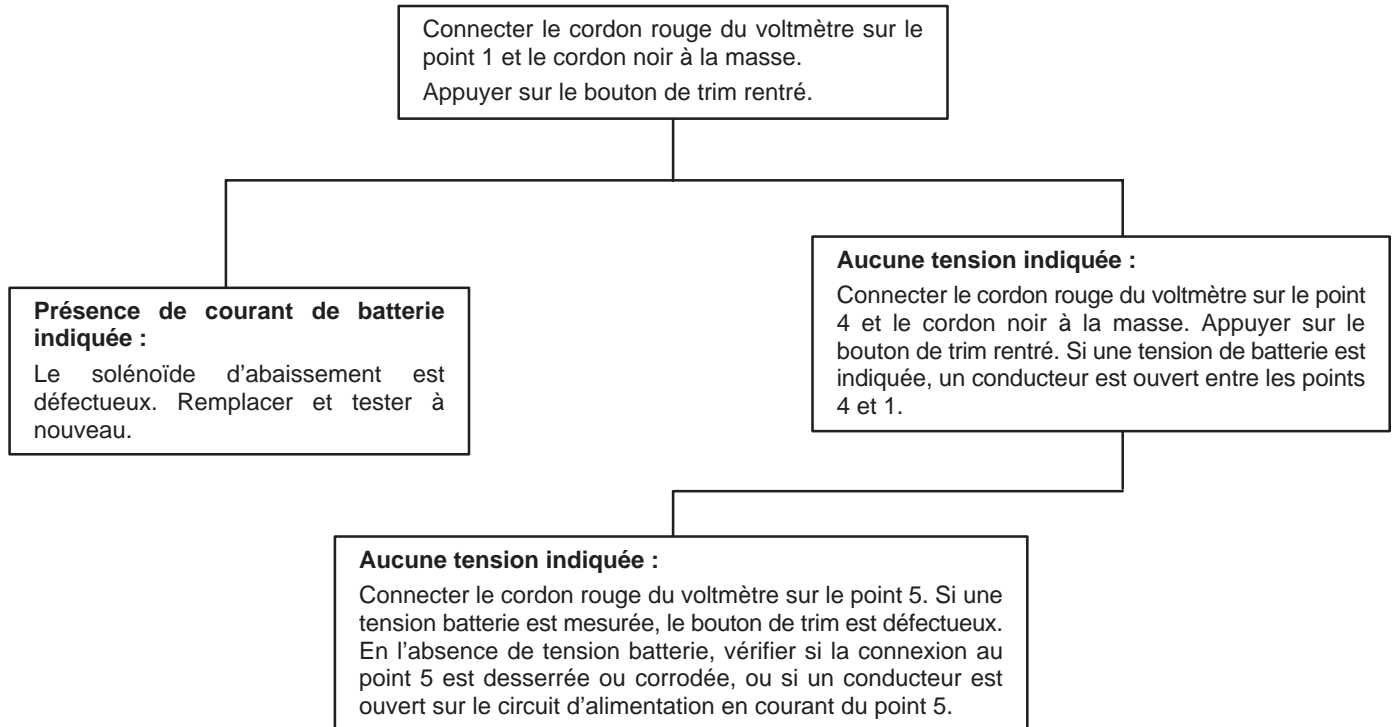 Connecter le cordon rouge du voltmètre sur le
point 1 et le cordon noir à la masse.
Appuyer sur le bouton de trim rentré.
Présence de courant de batterie
indiquée :
Le solénoïde d'abaissement est
défectueux. Remplacer et tester à
nouveau.
Aucune tension indiquée :
Connecter le cordon rouge du voltmètre sur le point
4 et le cordon noir à la masse. Appuyer sur le
bouton de trim rentré. Si une tension de batterie est
indiquée, un conducteur est ouvert entre les points
4 et 1.
Aucune tension indiquée :
Connecter le cordon rouge du voltmètre sur le point 5. Si une
tension batterie est mesurée, le bouton de trim est défectueux.
En l'absence de tension batterie, vérifier si la connexion au
point 5 est desserrée ou corrodée, ou si un conducteur est
ouvert sur le circuit d'alimentation en courant du point 5.